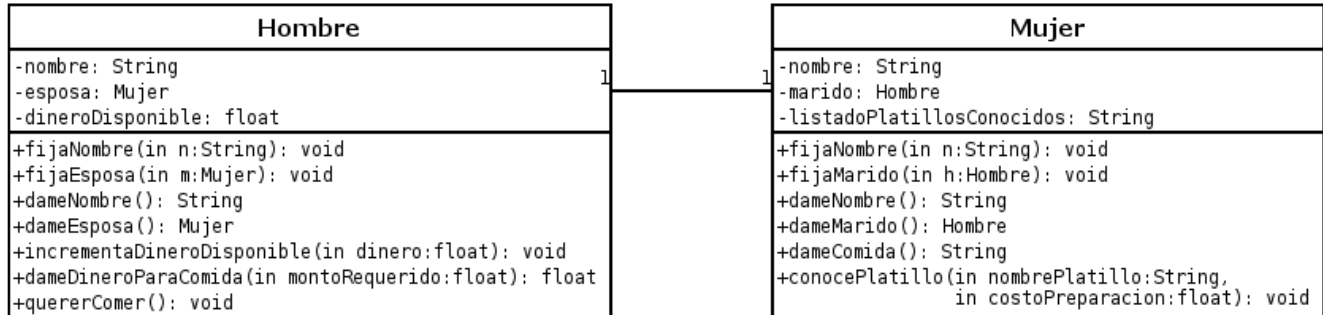 Hombre
-nombre: String
-esposa: Mujer
-dineroDisponible: float
+fijaNombre(in n:String): void
+fijaEsposa(in m:Mujer): void
+dameNombre(): String
+dameEsposa(): Mujer
+incrementaDineroDisponible(in dinero:float): void
+dameDineroParaComida(in montoRequerido:float): float
+quererComer(): void
1
1
Mujer
-nombre: String
-marido: Hombre
-listadoPlatillosConocidos: String
+fijaNombre(in n:String): void
+fijaMarido(in h:Hombre): void
+dameNombre(): String
+dameMarido(): Hombre
+dameComida(): String
+conocePlatillo(in nombrePlatillo:String,
in costoPreparacion:float): void